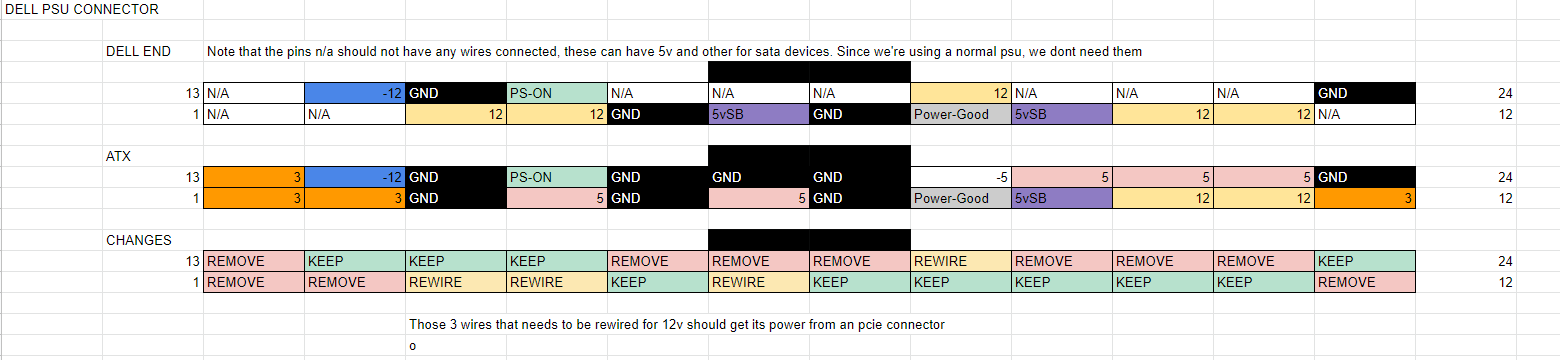 DELL PSU CONNECTOR
DELL END Note that the pins n/a should not have any wires connected, these can have 5v and other for sata devices. Since we're using a normal psu, we dont need them
13 N/A -12 GND PS-ON N/A N/A N/A 12 N/A N/A N/A GND 24
1 N/A N/A 12 12 GND 5vSB GND Power-Good 5vSB 12 12 N/A 12
ATX
13 3 -12 GND PS-ON GND GND GND -5 5 5 5 GND 24
1 3 3 GND 5 GND 5 GND Power-Good 5vSB 12 12 3 12
CHANGES
13 REMOVE KEEP KEEP KEEP REMOVE REMOVE REMOVE REWIRE REMOVE REMOVE REMOVE KEEP 24
1 REMOVE REMOVE REWIRE REWIRE KEEP REWIRE KEEP KEEP KEEP KEEP KEEP REMOVE 12
Those 3 wires that needs to be rewired for 12v should get its power from an pcie connector
o